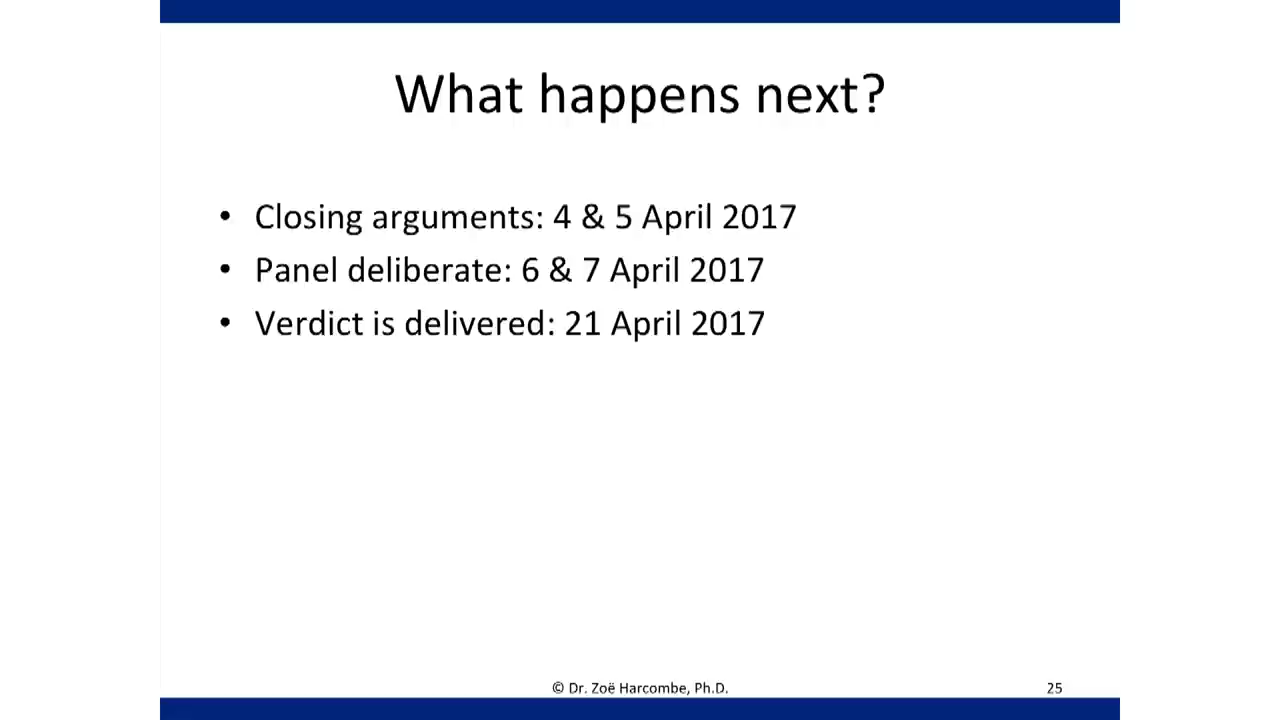 What happens next?
• Closing arguments: 4 & 5 April 2017
• Panel deliberate: 6 & 7 April 2017
• Verdict is delivered: 21 April 2017
© Dr. Zoë Harcombe, Ph.D.
25